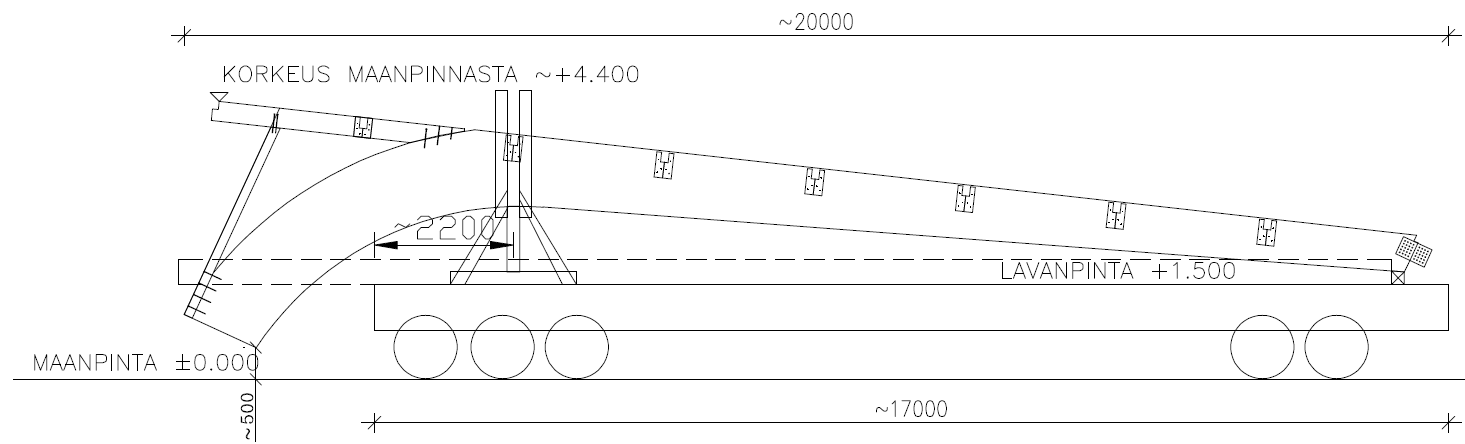 ~20000
KORKEUS MAANPINNASTA ~+4.400
~2200
LAVANPINTA +1.500
MAANPINTA ±0.000
~500
~17000